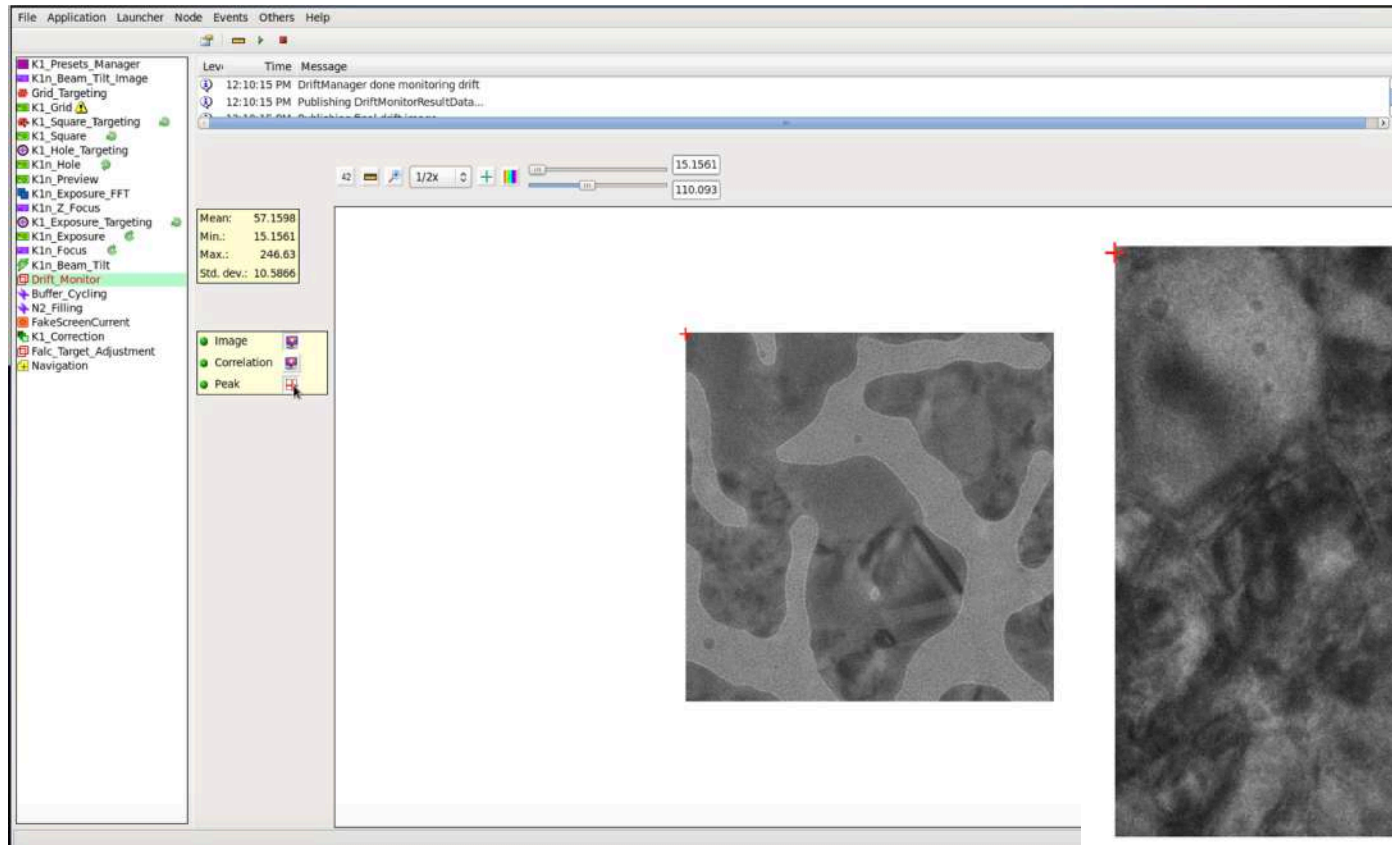 File Application Launcher Node Events Others Help
K1_Presets_Manager
K1n_Beam_Tilt_Image
Grid_Targeting
K1_Grid
K1_Square_Targeting
K1_Square
K1_Hole_Targeting
K1n_Hole
K1n_Preview
K1n_Exposure_FFT
K1n_Z_Focus
K1_Exposure_Targeting
K1n_Exposure
K1n_Focus
K1n_Beam_Tilt
Drift_Monitor
Buffer_Cycling
N2_Filling
FakeScreenCurrent
K1_Correction
Falc_Target_Adjustment
Navigation
Time Message
12:10:15 PM DriftManager done monitoring drift
12:10:15 PM Publishing DriftMonitorResultData...
42 1/2x 15.1561
110.093
Mean: 57.1598
Min.: 15.1561
Max.: 246.63
Std. dev.: 10.5866
Image
Correlation
Peak